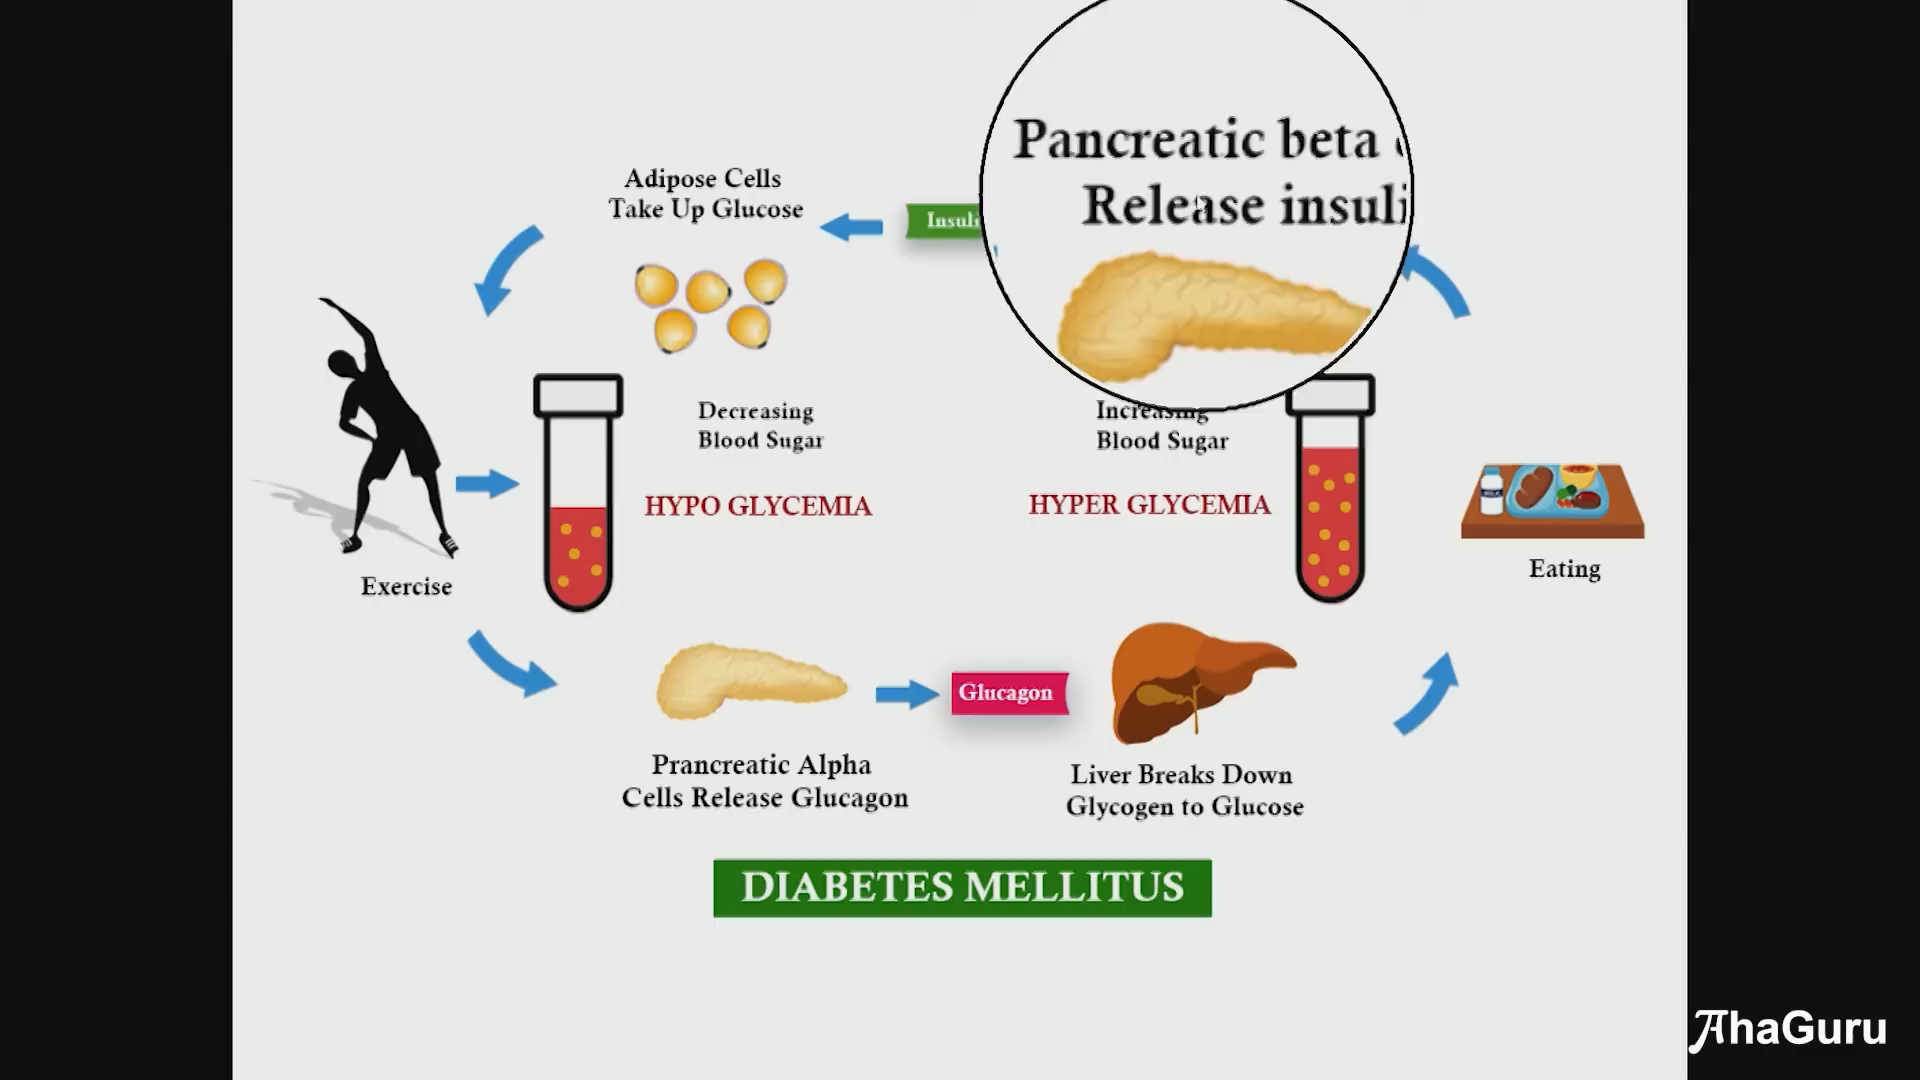 Pancreatic beta
Release insuli
Adipose Cells
Take Up Glucose
Insuli
Decreasing
Blood Sugar
Increasing
Blood Sugar
HYPO GLYCEMIA
HYPER GLYCEMIA
MILK
Exercise
Eating
Glucagon
Prancreatic Alpha
Cells Release Glucagon
Liver Breaks Down
Glycogen to Glucose
DIABETES MELLITUS
AhaGuru